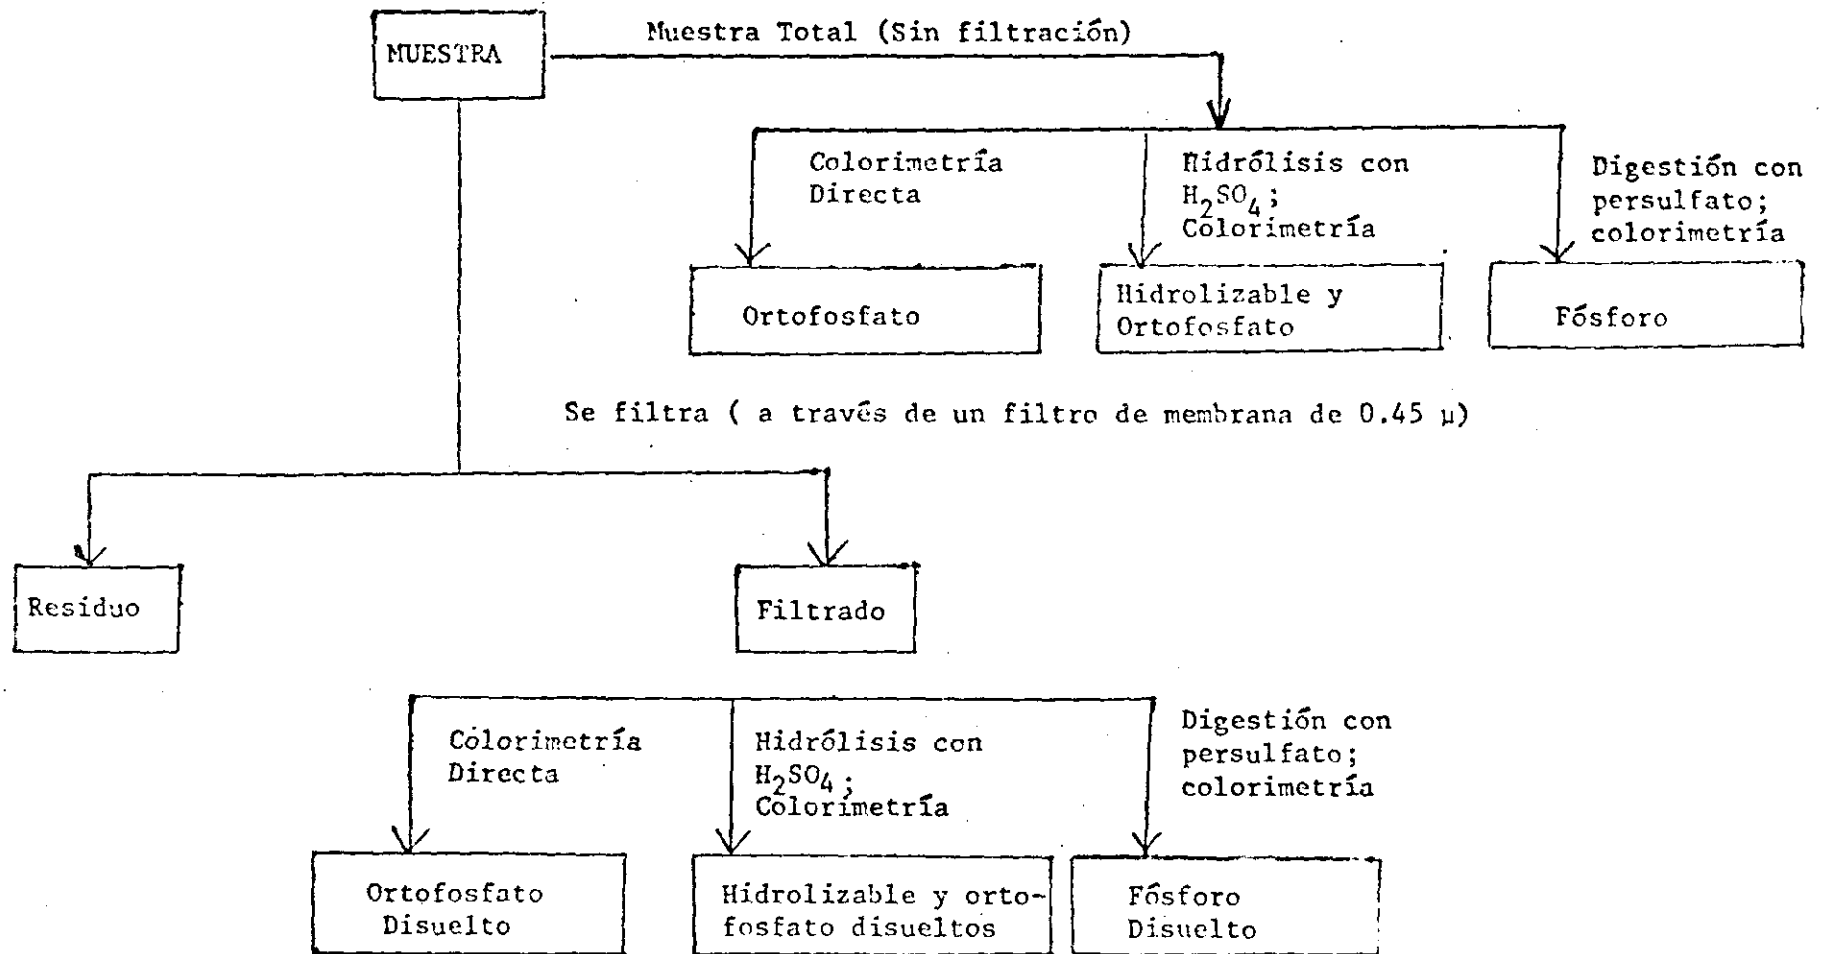 MUESTRA
Muestra Total (Sin filtración)
Colorimetría
Directa
Hidrólisis con
H₂SO₄;
Colorimetría
Digestión con
persulfato;
colorimetría
Ortofosfato
Hidrolizable y
Ortofosfato
Fósforo
Se filtra ( a través de un filtro de membrana de 0.45 µ)
Residuo
Filtrado
Colorimetría
Directa
Hidrólisis con
H₂SO₄;
Colorimetría
Digestión con
persulfato;
colorimetría
Ortofosfato
Disuelto
Hidrolizable y orto-
fosfato disueltos
Fósforo
Disuelto